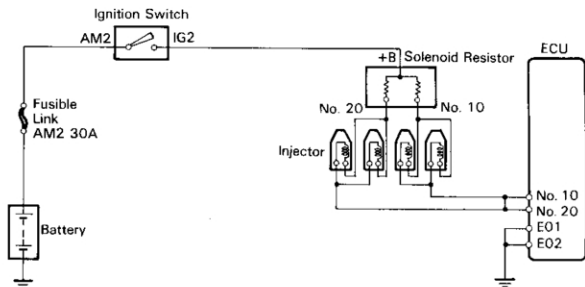 Ignition Switch
AM2
IG2
+B Solenoid Resistor
ECU
Fusible
Link
AM2 30A
No. 20
No. 10
Injector
No. 10
No. 20
E01
E02
Battery